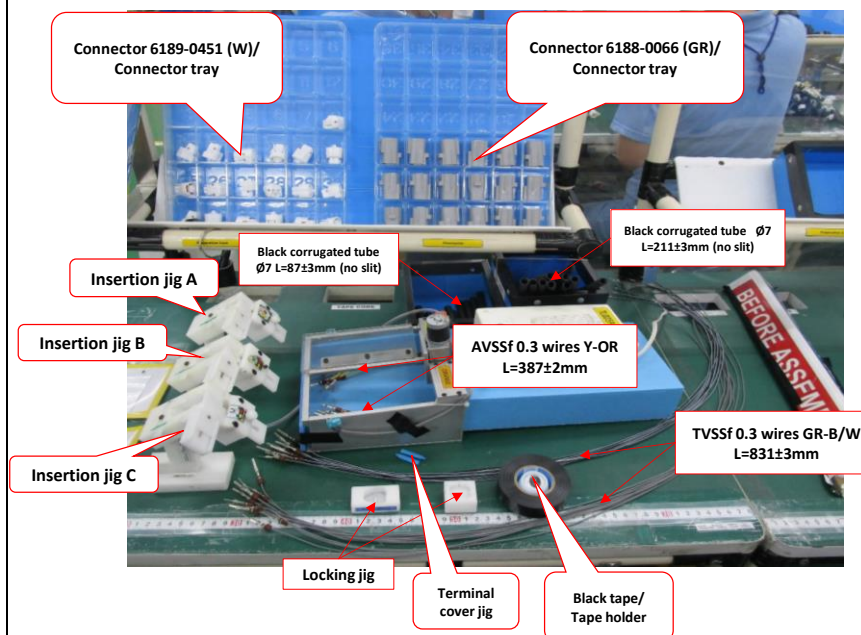 Connector 6189-0451 (W)/
Connector tray
Connector 6188-0066 (GR)/
Connector tray
Black corrugated tube
Ø7 L=87±3mm (no slit)
Black corrugated tube Ø7
L=211±3mm (no slit)
Insertion jig A
Insertion jig B
Insertion jig C
AVSSf 0.3 wires Y-OR
L=387±2mm
TVSSf 0.3 wires GR-B/W
L=831±3mm
BEFORE ASSEM
Locking jig
Terminal
cover jig
Black tape/
Tape holder